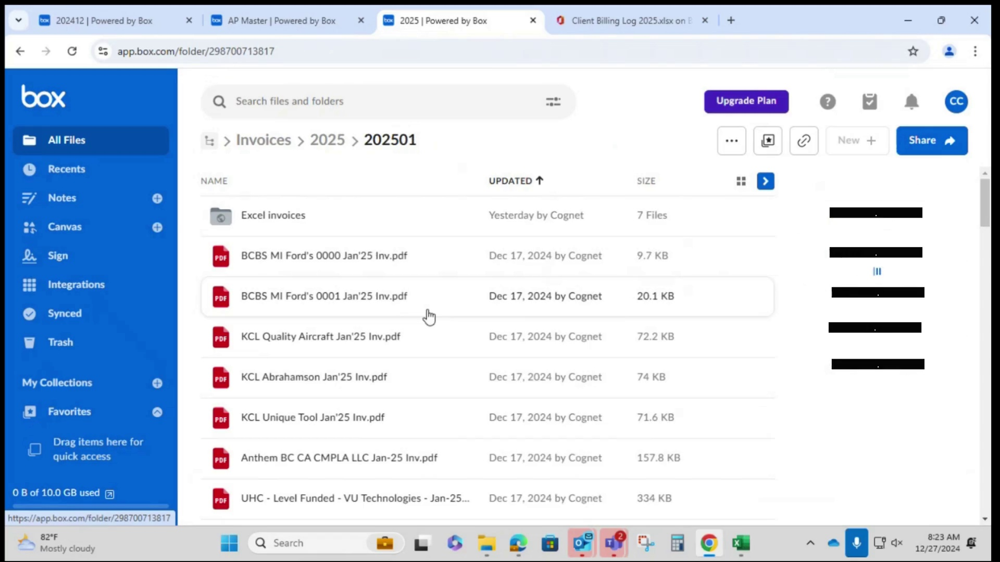 202412 | Powered by Box
AP Master | Powered by Box
2025 | Powered by Box
Client Billing Log 2025.xlsx on B
app.box.com/folder/298700713817
box
Search files and folders
Upgrade Plan
CC
All Files
Invoices > 2025 > 202501
New +
Share
Recents
NAME
UPDATED ↑
SIZE
Notes
Excel invoices
Yesterday by Cognet
7 Files
Canvas
Sign
BCBS MI Ford's 0000 Jan'25 Inv.pdf
Dec 17, 2024 by Cognet
9.7 KB
Integrations
BCBS MI Ford's 0001 Jan'25 Inv.pdf
Dec 17, 2024 by Cognet
20.1 KB
Synced
KCL Quality Aircraft Jan'25 Inv.pdf
Dec 17, 2024 by Cognet
72.2 KB
Trash
My Collections
KCL Abrahamson Jan'25 Inv.pdf
Dec 17, 2024 by Cognet
74 KB
Favorites
KCL Unique Tool Jan'25 Inv.pdf
Dec 17, 2024 by Cognet
71.6 KB
Drag items here for
quick access
Anthem BC CA CMPLA LLC Jan-25 Inv.pdf
Dec 17, 2024 by Cognet
157.8 KB
0 B of 10.0 GB used
UHC - Level Funded - VU Technologies - Jan-25...
Dec 17, 2024 by Cognet
334 KB
https://app.box.com/folder/298700713817
82°F
Mostly cloudy
Search
2
8:23 AM
12/27/2024